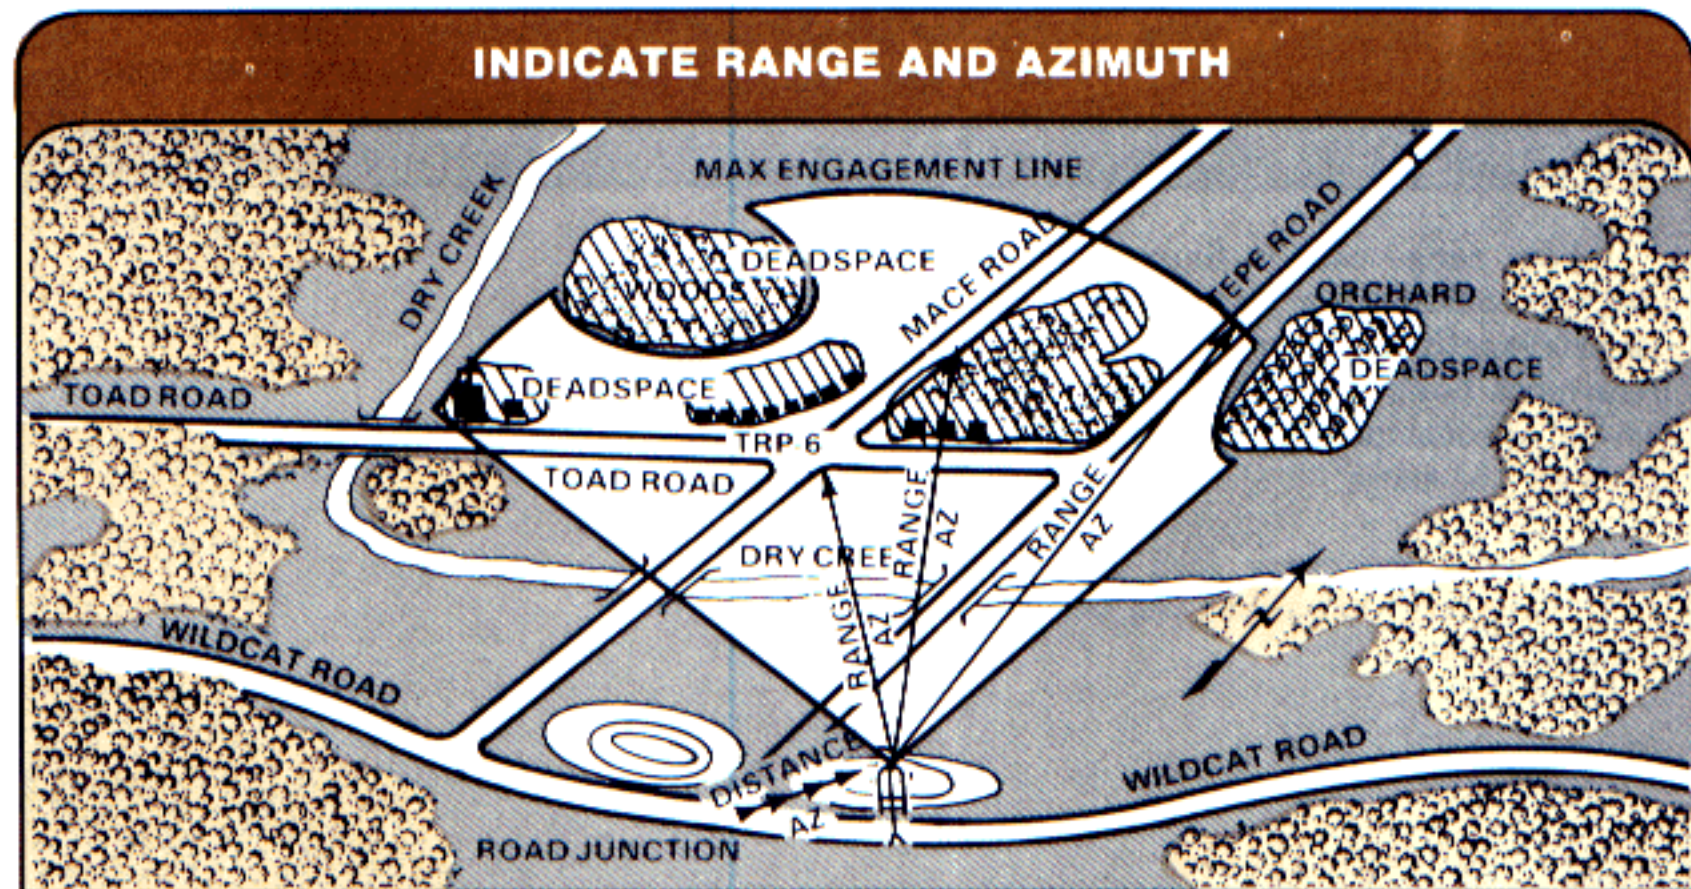 INDICATE RANGE AND AZIMUTH
MAX ENGAGEMENT LINE
DRY CREEK
DEADSPACE
WOODS
MACE ROAD
TEPE ROAD
ORCHARD
DEADSPACE
TOAD ROAD
DEADSPACE
TRP 6
TOAD ROAD
RANGE
AZ
RANGE
AZ
DRY CREE
RANGE
AZ
WILDCAT ROAD
DISTANCE
AZ
WILDCAT ROAD
ROAD JUNCTION